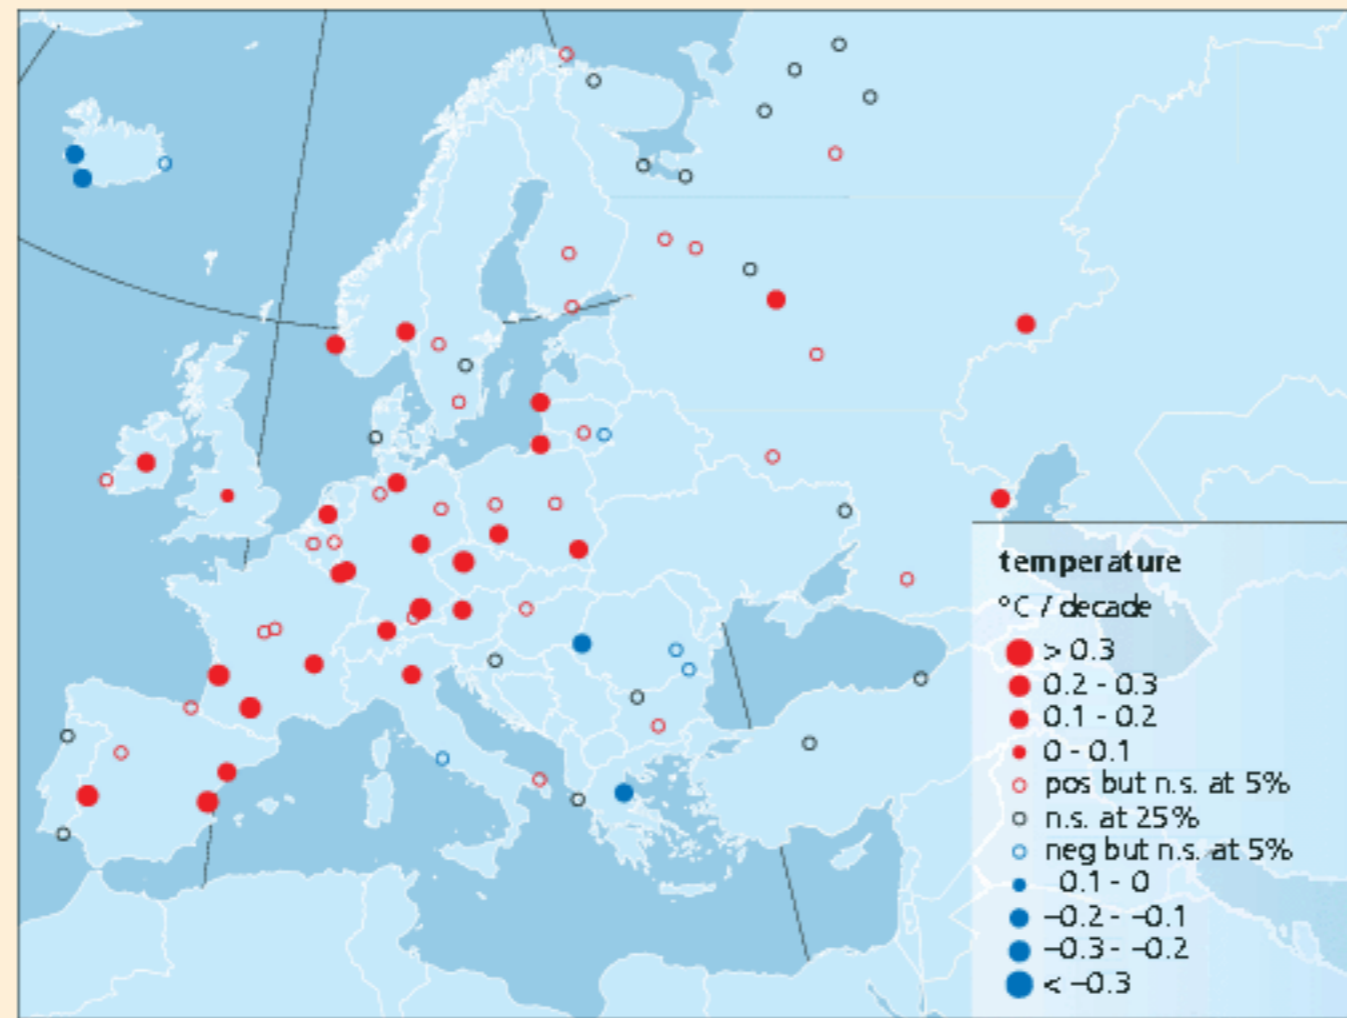 temperature
°C / decade
> 0.3
0.2 - 0.3
0.1 - 0.2
0 - 0.1
pos but n.s. at 5%
n.s. at 25%
neg but n.s. at 5%
0.1 - 0
−0.2 - −0.1
−0.3 - −0.2
< −0.3